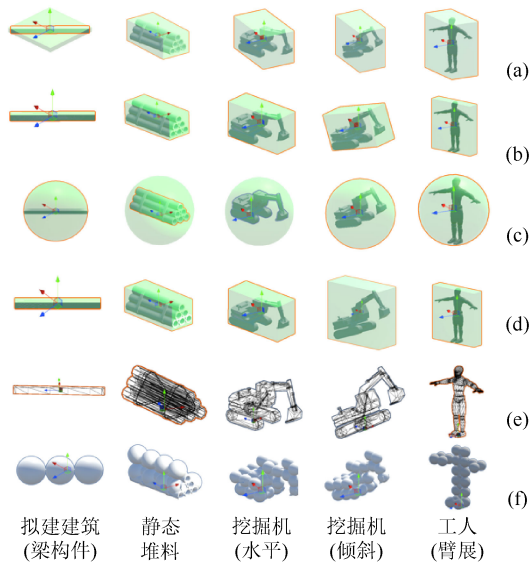 (a)
(b)
(c)
(d)
(e)
(f)
拟建建筑 静态 挖掘机 挖掘机 工人
(梁构件) 堆料 (水平) (倾斜) (臂展)